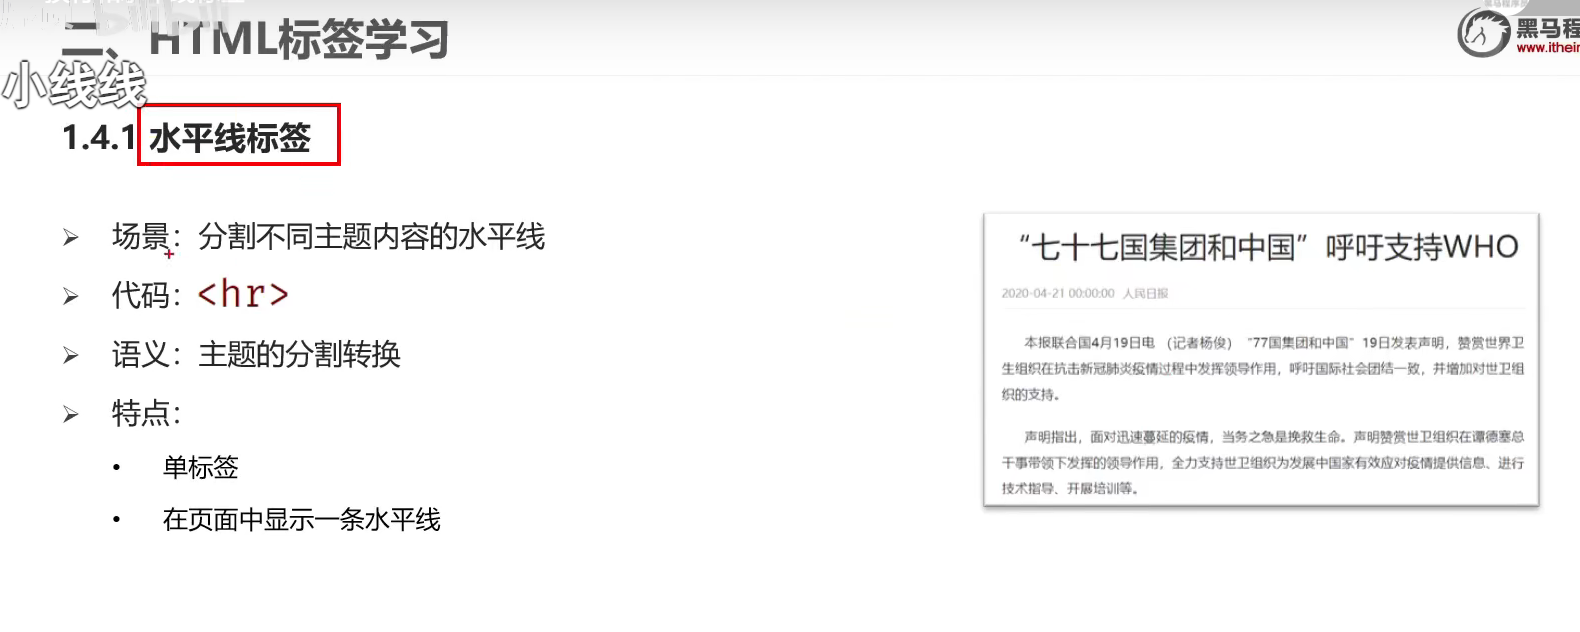 二、HTML标签学习
黑马程
www.itheir
小线线
1.4.1 水平线标签
场景：分割不同主题内容的水平线
代码：<hr>
语义：主题的分割转换
特点：
• 单标签
• 在页面中显示一条水平线
“七十七国集团和中国”呼吁支持WHO
2020-04-21 00:00:00 人民日报
本报联合国4月19日电 （记者杨俊） “77国集团和中国”19日发表声明，赞赏世界卫
生组织在抗击新冠肺炎疫情过程中发挥领导作用，呼吁国际社会团结一致，并增加对世卫组
织的支持。
声明指出，面对迅速蔓延的疫情，当务之急是挽救生命。声明赞赏世卫组织在谭德塞总
干事带领下发挥的领导作用，全力支持世卫组织为发展中国家有效应对疫情提供信息、进行
技术指导、开展培训等。